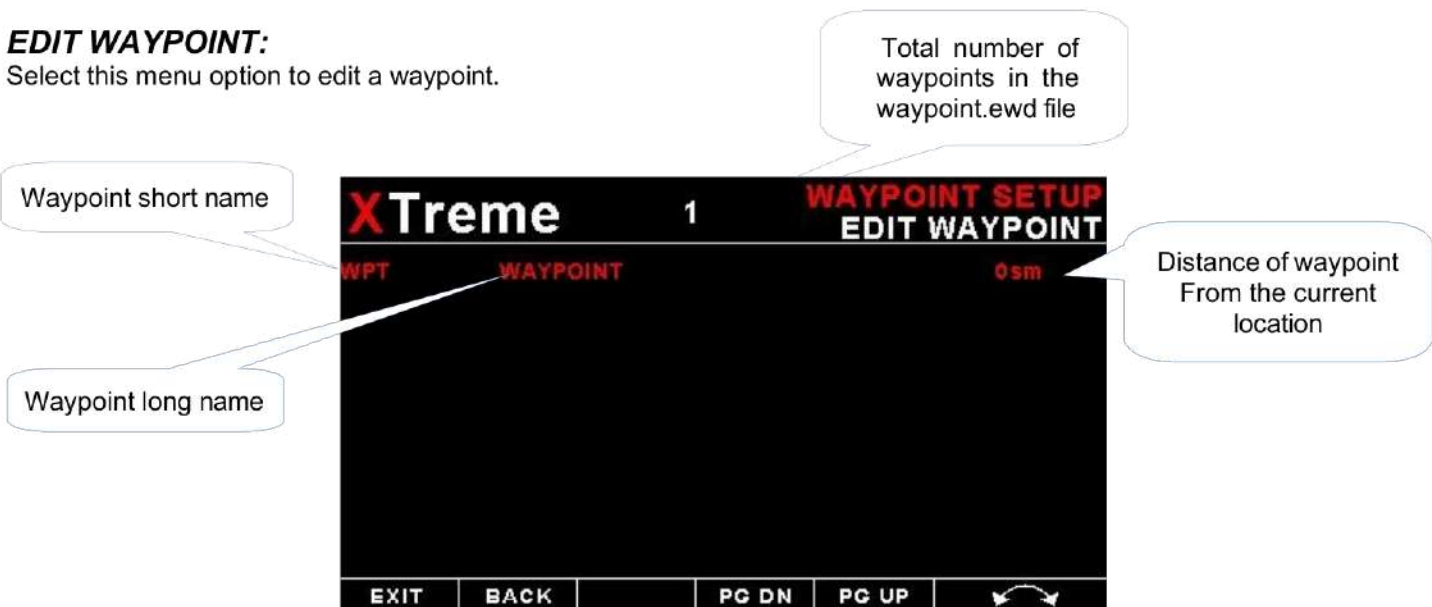 EDIT WAYPOINT:
Select this menu option to edit a waypoint.
Total number of
waypoints in the
waypoint.ewd file
Waypoint short name
XTreme 1 WAYPOINT SETUP
EDIT WAYPOINT
WPT WAYPOINT 0sm
Distance of waypoint
From the current
location
Waypoint long name
EXIT BACK PG DN PG UP